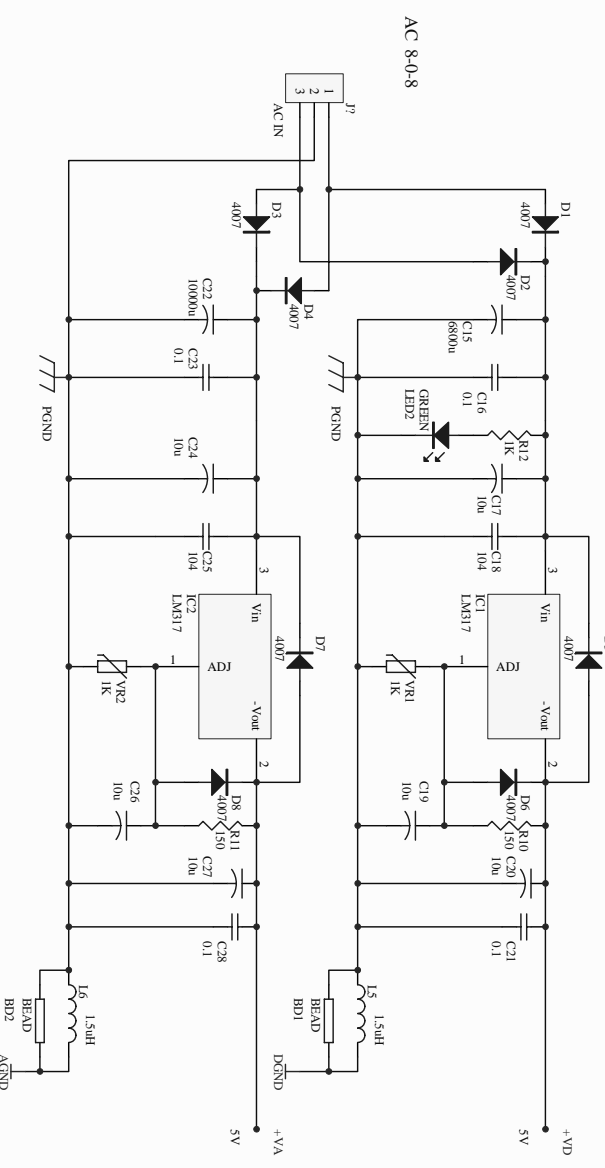 AC 8-0-8
J?
1
2
3
AC IN
D1
4007
D2
4007
C15
6800u
C16
0.1
R12
1K
GREEN
LED2
C17
10u
C18
104
PGND
3
IC1
LM317
Vin
ADJ
-Vout
1
2
4007
VR1
1K
D6
4007
R10
150
C19
10u
C20
10u
C21
0.1
L5
1.5uH
BEAD
BD1
DGND
+VD
5V
D3
4007
D4
4007
C22
10000u
C23
0.1
C24
10u
C25
104
PGND
3
IC2
LM317
Vin
ADJ
-Vout
1
2
D7
4007
VR2
1K
D8
4007
R11
150
C26
10u
C27
10u
C28
0.1
L6
1.5uH
BEAD
BD2
AGND
+VA
5V